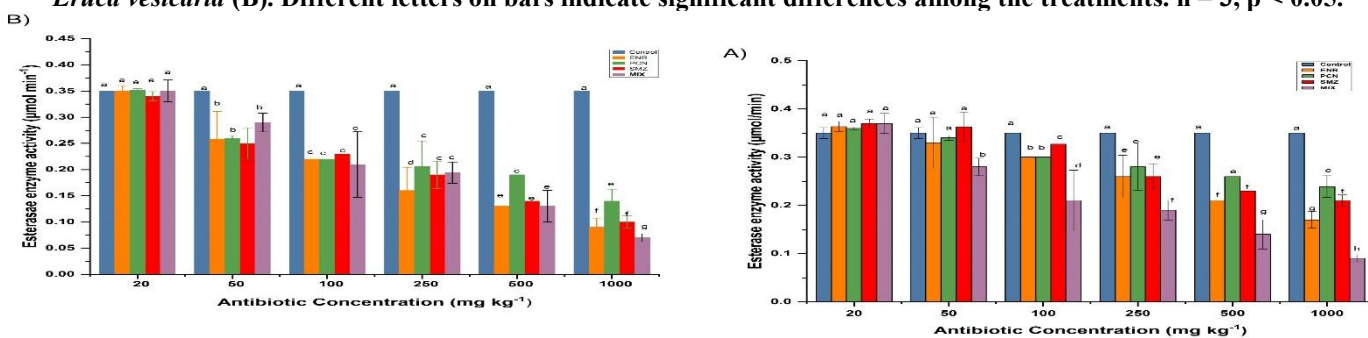 Eruca vesicaria (B). Different letters on bars indicate significant differences among the treatments. n = 3, p < 0.05.
B)
Control
ENR
PCN
SMZ
MIX
Esterase enzyme activity (µmol min⁻¹)
0.45
0.40
0.35
0.30
0.25
0.20
0.15
0.10
0.05
0.00
a a a a a
a b b b
a c c c c
a d c c c
a e c e e
a f e f g
20 50 100 250 500 1000
Antibiotic Concentration (mg kg⁻¹)
A)
Control
ENR
PCN
SMZ
MIX
Esterase enzyme activity (µmol/min)
0.5
0.4
0.3
0.2
0.1
0.0
a a a a a
a a a a b
a b b c d
a e e e f
a f e f g
a g e f h
20 50 100 250 500 1000
Antibiotic Concentration (mg kg⁻¹)